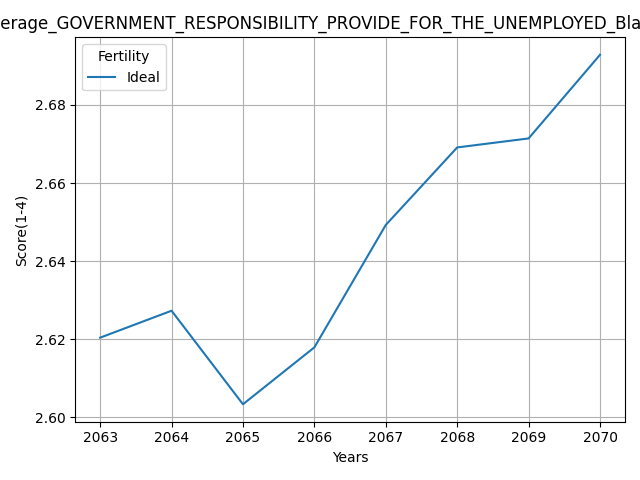 erage_GOVERNMENT_RESPONSIBILITY_PROVIDE_FOR_THE_UNEMPLOYED_Bla
Fertility
Ideal
Score(1-4)
2.68
2.66
2.64
2.62
2.60
2063 2064 2065 2066 2067 2068 2069 2070
Years